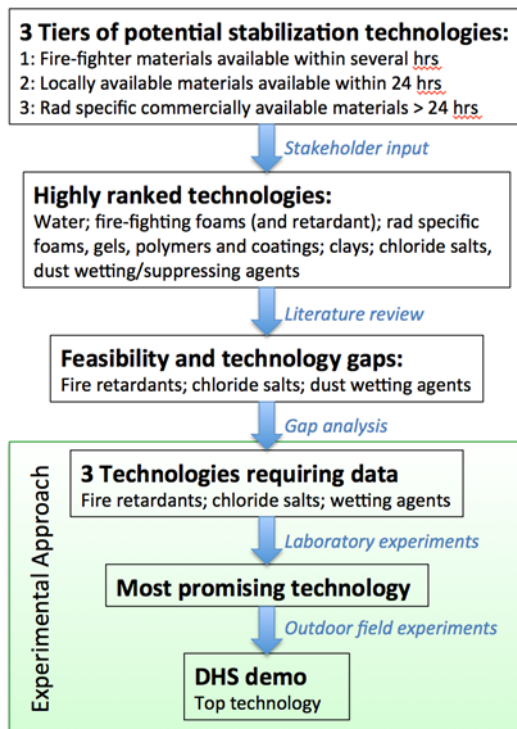 3 Tiers of potential stabilization technologies:
1: Fire-fighter materials available within several hrs
2: Locally available materials available within 24 hrs
3: Rad specific commercially available materials > 24 hrs
Stakeholder input
Highly ranked technologies:
Water; fire-fighting foams (and retardant); rad specific
foams, gels, polymers and coatings; clays; chloride salts,
dust wetting/suppressing agents
Literature review
Feasibility and technology gaps:
Fire retardants; chloride salts; dust wetting agents
Gap analysis
Experimental Approach
3 Technologies requiring data
Fire retardants; chloride salts; wetting agents
Laboratory experiments
Most promising technology
Outdoor field experiments
DHS demo
Top technology